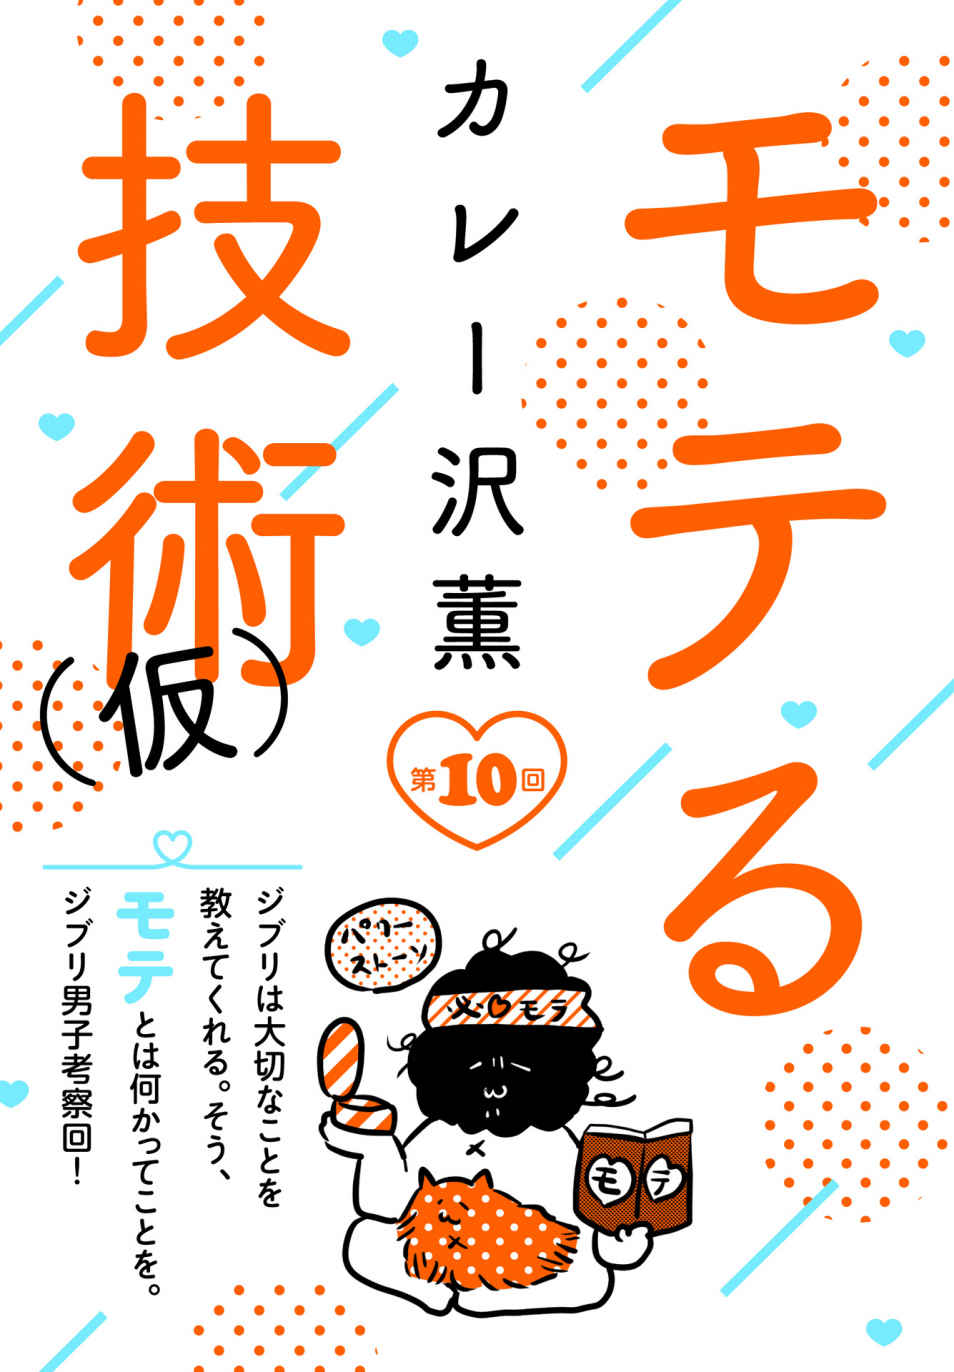 モテる
カレー沢薫
技術
(仮)
第10回
ジブリは大切なことを
教えてくれる。そう、
モテとは何かってことを。
ジブリ男子考察回!
パワー
ストーン
必♡モテ
モテ